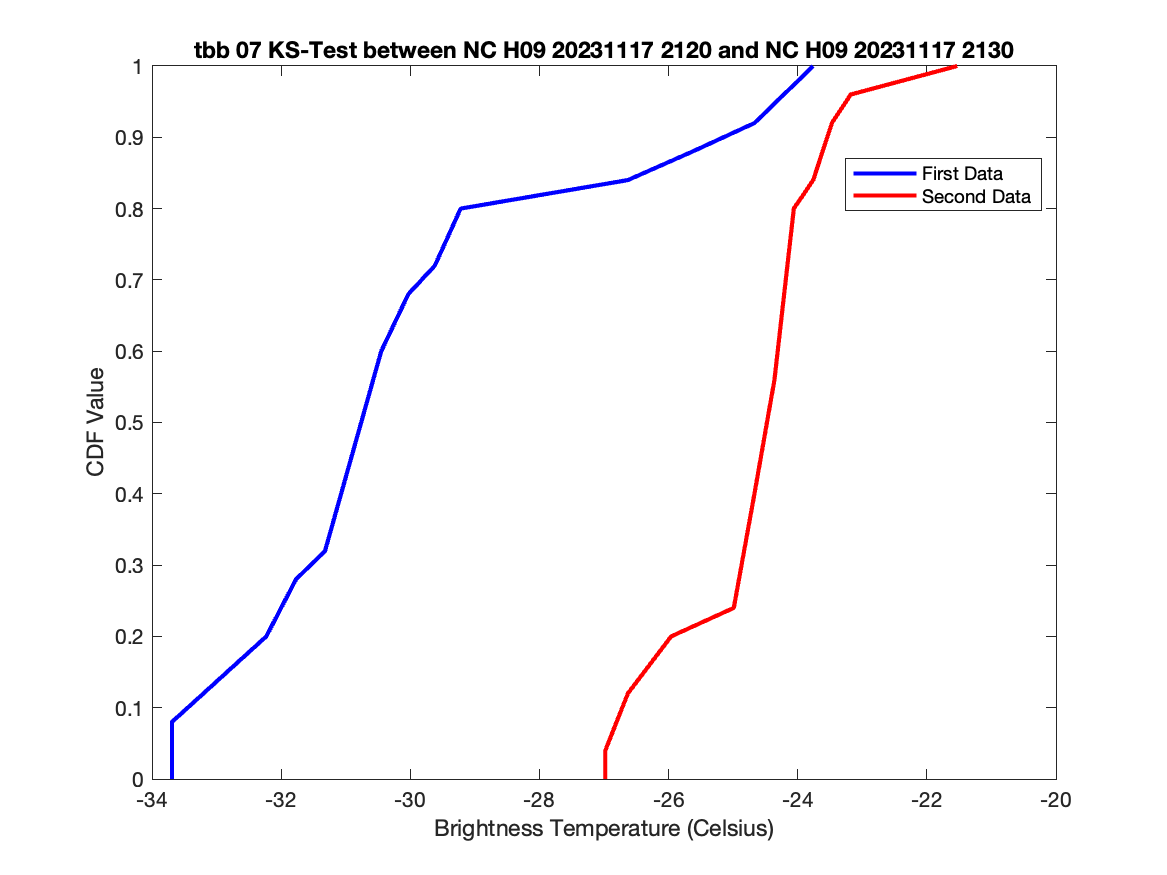 tbb 07 KS-Test between NC H09 20231117 2120 and NC H09 20231117 2130
1
0.9
0.8
0.7
0.6
0.5
0.4
0.3
0.2
0.1
0
CDF Value
First Data
Second Data
-34 -32 -30 -28 -26 -24 -22 -20
Brightness Temperature (Celsius)